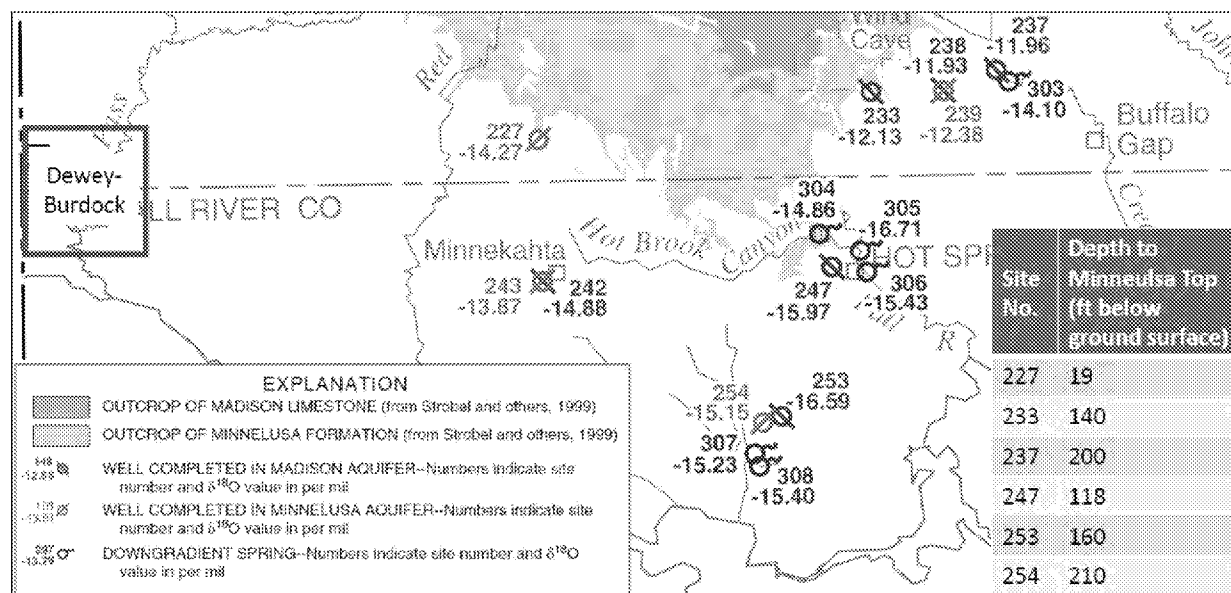 Wind
Cave
Red
Pass
John
237
-11.96
238
-11.93
303
-14.10
233
-12.13
239
-12.38
Buffalo
Gap
227
-14.27
Dewey-
Burdock
LL RIVER CO
304
-14.86
305
-16.71
Hot Brook
Canyon
Minnekahta
HOT SPR
Cre
243
-13.87
242
-14.88
247
-15.97
306
-15.43
Fall
R
254
-15.15
253
-16.59
307
-15.23
308
-15.40
EXPLANATION
OUTCROP OF MADISON LIMESTONE (from Strobel and others, 1999)
OUTCROP OF MINNELUSA FORMATION (from Strobel and others, 1999)
WELL COMPLETED IN MADISON AQUIFER--Numbers indicate site
number and δ¹⁸O value in per mil
WELL COMPLETED IN MINNELUSA AQUIFER--Numbers indicate site
number and δ¹⁸O value in per mil
DOWNGRADIENT SPRING--Numbers indicate site number and δ¹⁸O
value in per mil
Site No. Depth to Minneulsa Top (ft below ground surface)
227 19
233 140
237 200
247 118
253 160
254 210